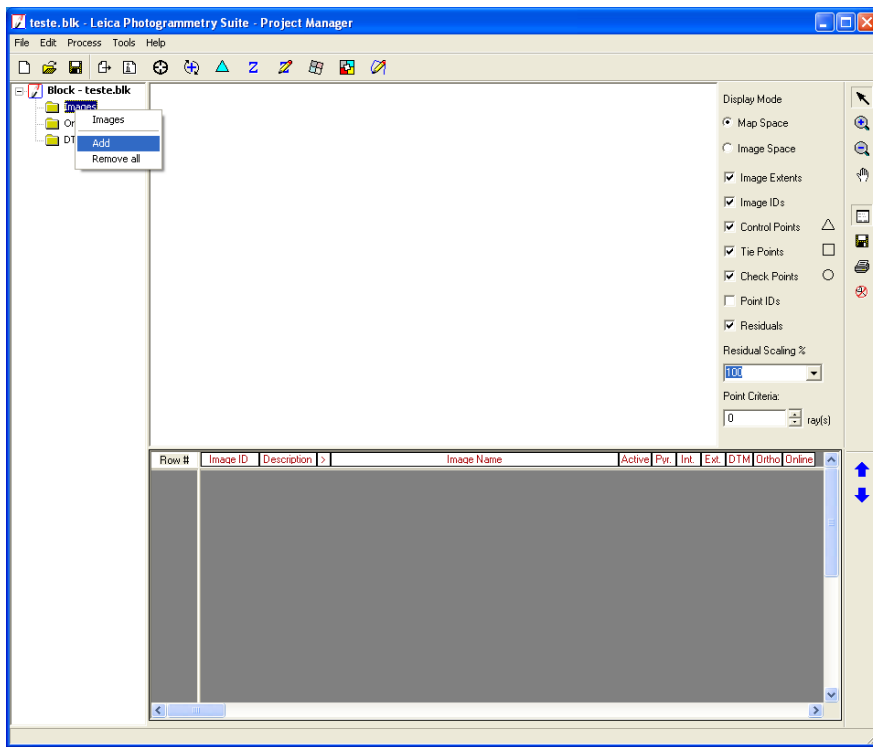 teste.blk - Leica Photogrammetry Suite - Project Manager
File Edit Process Tools Help
Block - teste.blk
Images
Or
DT
Images
Add
Remove all
Display Mode
Map Space
Image Space
Image Extents
Image IDs
Control Points
Tie Points
Check Points
Point IDs
Residuals
Residual Scaling %
100
Point Criteria:
0 ray(s)
Row # Image ID Description > Image Name Active Pyr. Int. Ext. DTM Ortho Online